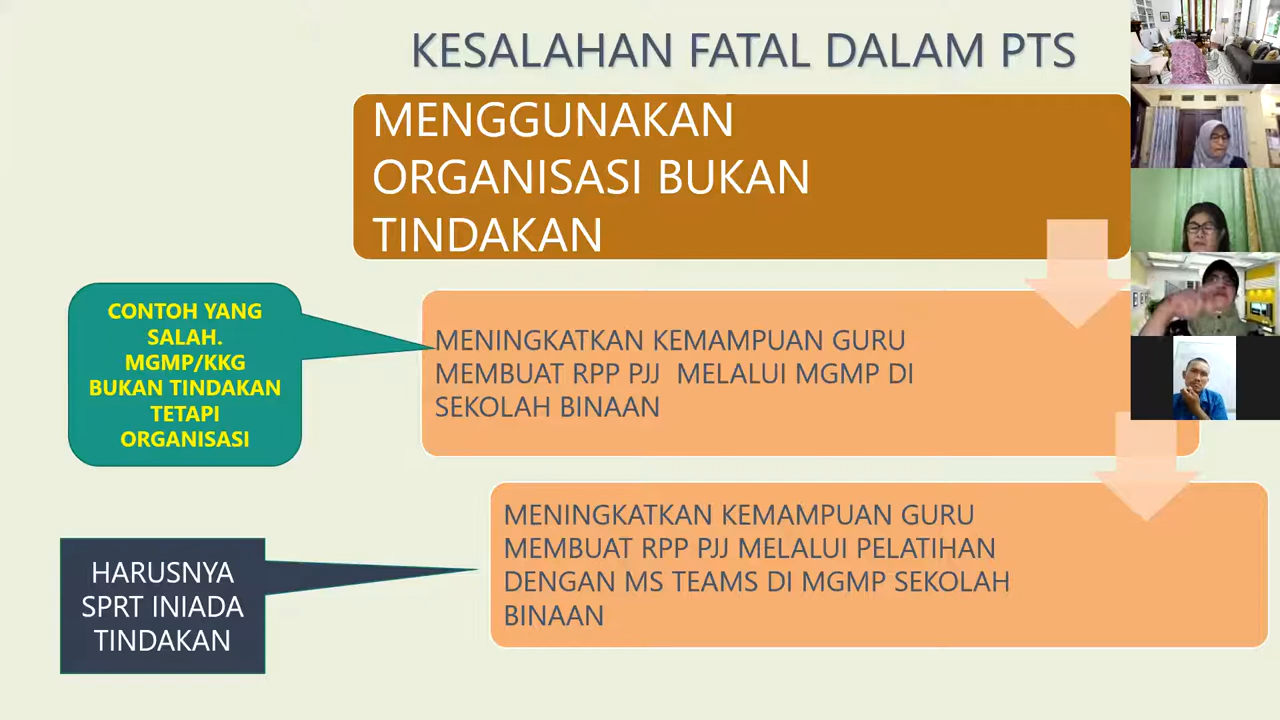 KESALAHAN FATAL DALAM PTS
MENGGUNAKAN
ORGANISASI BUKAN
TINDAKAN
CONTOH YANG
SALAH.
MGMP/KKG
BUKAN TINDAKAN
TETAPI
ORGANISASI
MENINGKATKAN KEMAMPUAN GURU
MEMBUAT RPP PJJ MELALUI MGMP DI
SEKOLAH BINAAN
HARUSNYA
SPRT INIADA
TINDAKAN
MENINGKATKAN KEMAMPUAN GURU
MEMBUAT RPP PJJ MELALUI PELATIHAN
DENGAN MS TEAMS DI MGMP SEKOLAH
BINAAN